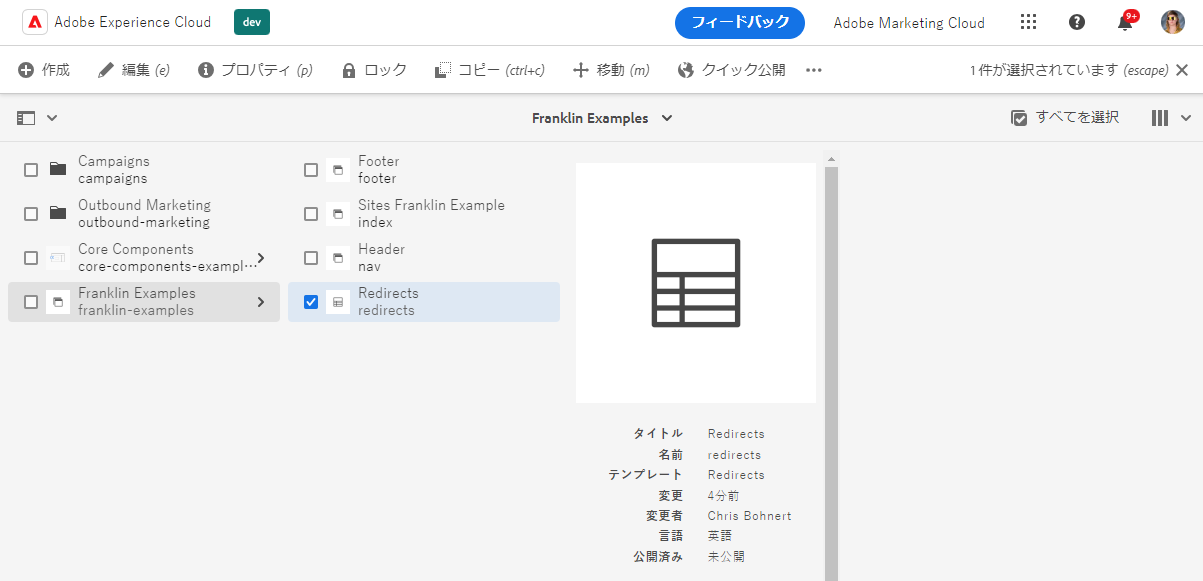 Adobe Experience Cloud dev フィードバック Adobe Marketing Cloud 9+
作成 編集 (e) プロパティ (p) ロック コピー (ctrl+c) 移動 (m) クイック公開 ••• 1 件が選択されています (escape)
Franklin Examples すべてを選択
Campaigns
campaigns
Outbound Marketing
outbound-marketing
Core Components
core-components-exampl···
Franklin Examples
franklin-examples
Footer
footer
Sites Franklin Example
index
Header
nav
Redirects
redirects
タイトル Redirects
名前 redirects
テンプレート Redirects
変更 4分前
変更者 Chris Bohnert
言語 英語
公開済み 未公開